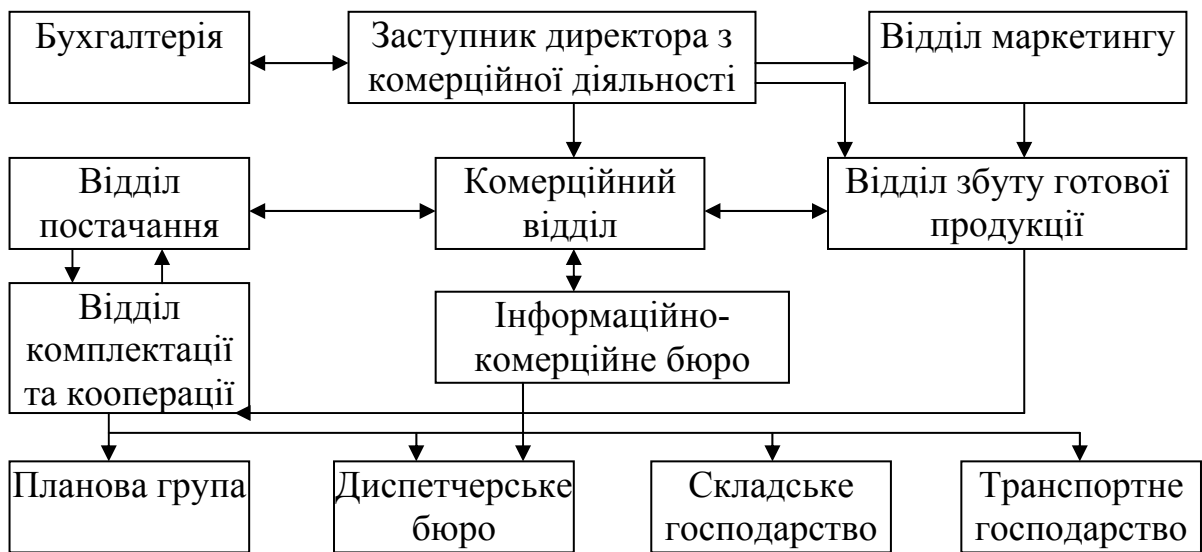 Бухгалтерія
Заступник директора з
комерційної діяльності
Відділ маркетингу
Відділ
постачання
Комерційний
відділ
Відділ збуту готової
продукції
Відділ
комплектації
та кооперації
Інформаційно-
комерційне бюро
Планова група
Диспетчерське
бюро
Складське
господарство
Транспортне
господарство